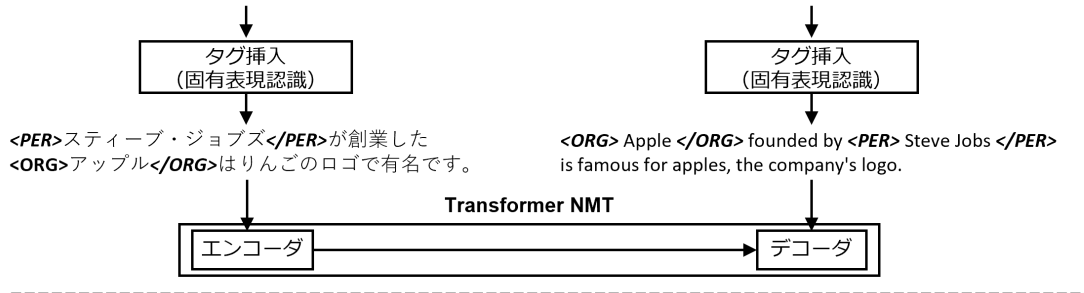 タグ挿入
（固有表現認識）
タグ挿入
（固有表現認識）
<PER>スティーブ・ジョブズ</PER>が創業した
<ORG>アップル</ORG>はりんごのロゴで有名です。
<ORG> Apple </ORG> founded by <PER> Steve Jobs </PER>
is famous for apples, the company's logo.
Transformer NMT
エンコーダ
デコーダ